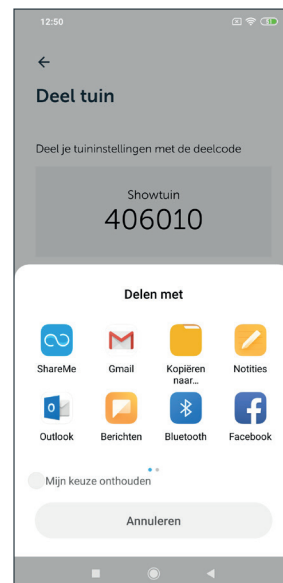 12:50
Deel tuin
Deel je tuininstellingen met de deelcode
Showtuin
406010
Delen met
ShareMe Gmail Kopiëren naar... Notities
Outlook Berichten Bluetooth Facebook
Mijn keuze onthouden
Annuleren